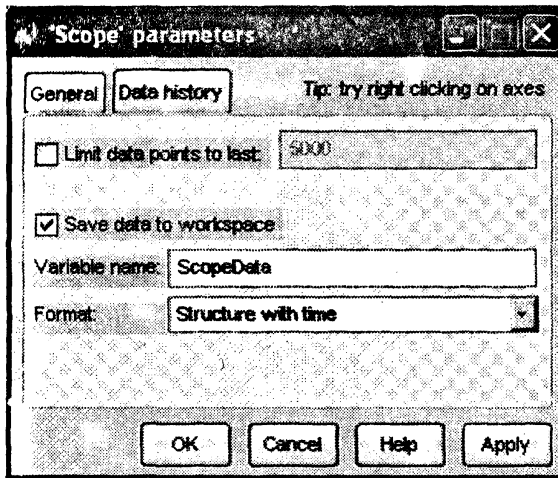 'Scope' parameters
General Data history Tip: try right clicking on axes
Limit data points to last: 5000
Save data to workspace
Variable name: ScopeData
Format: Structure with time
OK Cancel Help Apply